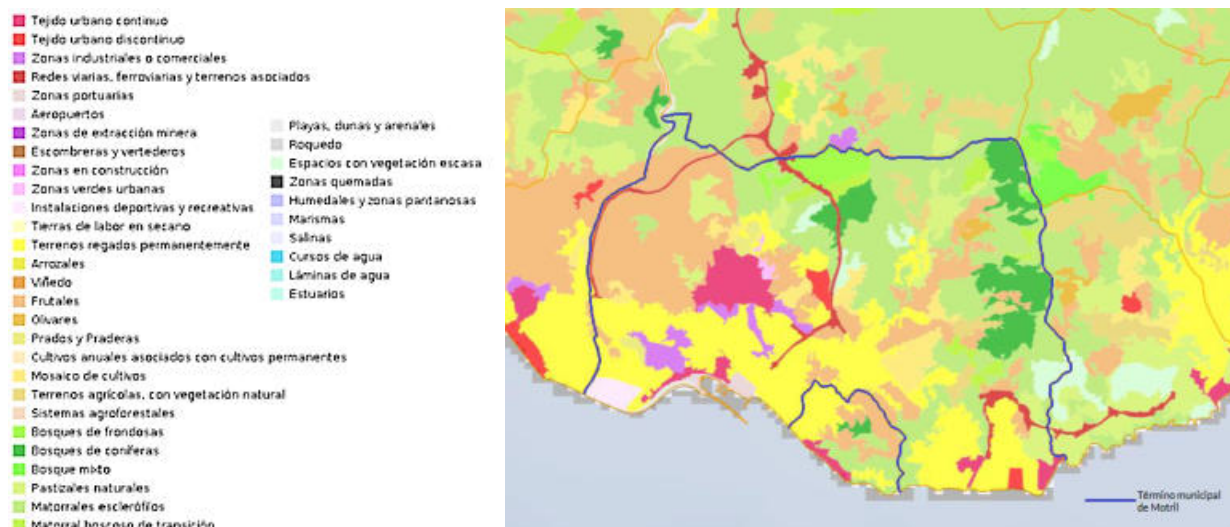 Tejido urbano continuo
Tejido urbano discontinuo
Zonas industriales o comerciales
Redes viarias, ferroviarias y terrenos asociados
Zonas portuarias
Aeropuertos
Zonas de extracción minera
Escombreras y vertederos
Zonas en construcción
Zonas verdes urbanas
Instalaciones deportivas y recreativas
Tierras de labor en secano
Terrenos regados permanentemente
Arrozales
Viñedo
Frutales
Olivares
Prados y Praderas
Cultivos anuales asociados con cultivos permanentes
Mosaico de cultivos
Terrenos agrícolas, con vegetación natural
Sistemas agroforestales
Bosques de frondosas
Bosques de coníferas
Bosque mixto
Pastizales naturales
Matorrales esclerófilos
Matorral boscoso de transición
Playas, dunas y arenales
Roquedo
Espacios con vegetación escasa
Zonas quemadas
Humedales y zonas pantanosas
Marismas
Salinas
Cursos de agua
Láminas de agua
Estuarios
Término municipal
de Motril